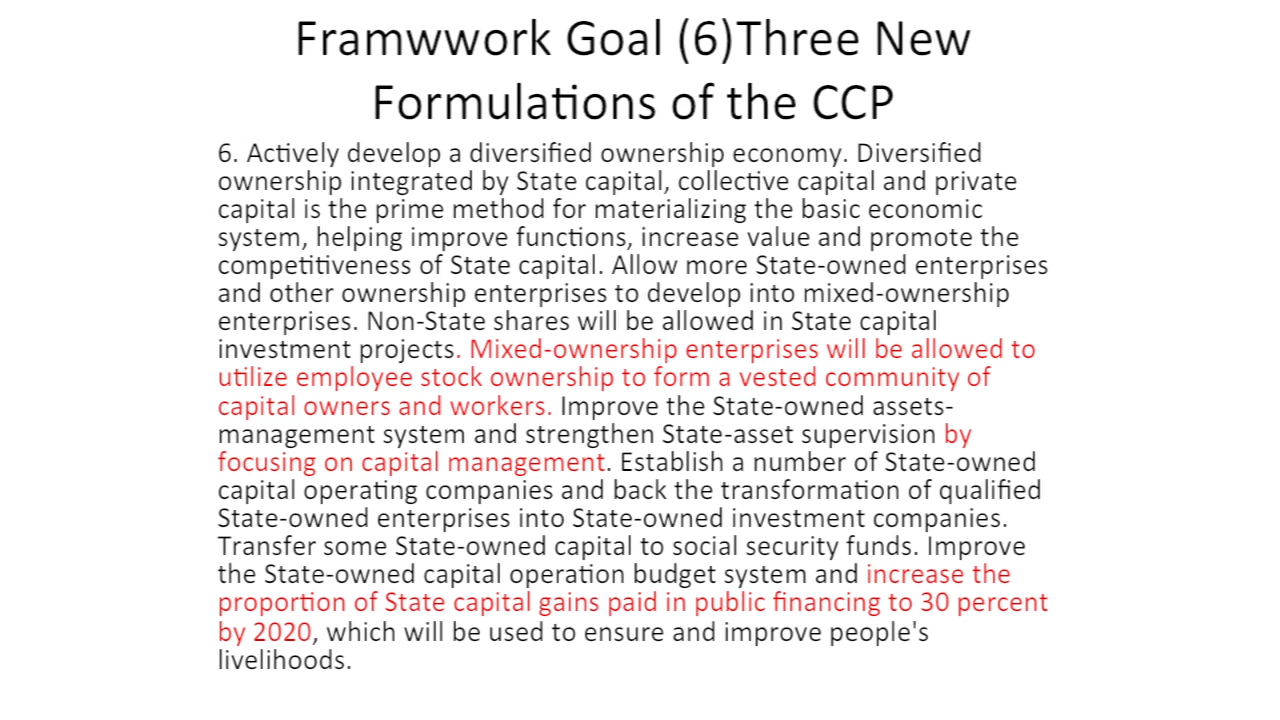 Framwwork Goal (6)Three New
Formulations of the CCP
6. Actively develop a diversified ownership economy. Diversified
ownership integrated by State capital, collective capital and private
capital is the prime method for materializing the basic economic
system, helping improve functions, increase value and promote the
competitiveness of State capital. Allow more State-owned enterprises
and other ownership enterprises to develop into mixed-ownership
enterprises. Non-State shares will be allowed in State capital
investment projects. Mixed-ownership enterprises will be allowed to
utilize employee stock ownership to form a vested community of
capital owners and workers. Improve the State-owned assets-
management system and strengthen State-asset supervision by
focusing on capital management. Establish a number of State-owned
capital operating companies and back the transformation of qualified
State-owned enterprises into State-owned investment companies.
Transfer some State-owned capital to social security funds. Improve
the State-owned capital operation budget system and increase the
proportion of State capital gains paid in public financing to 30 percent
by 2020, which will be used to ensure and improve people's
livelihoods.